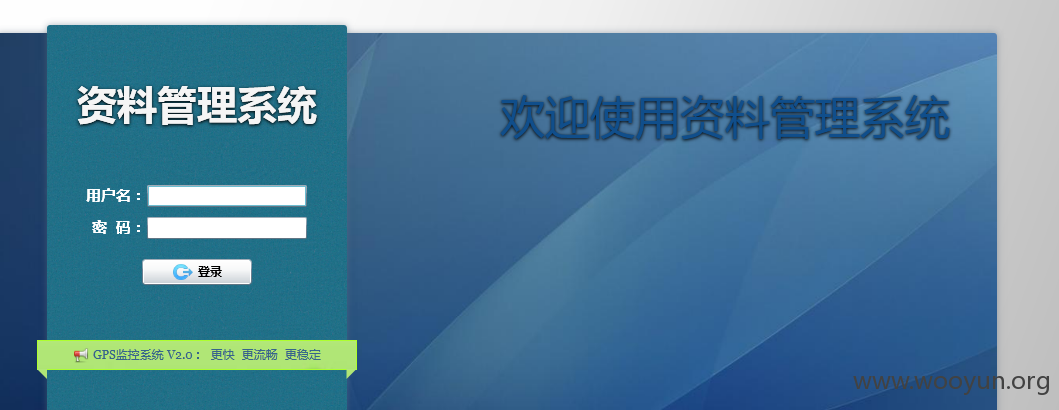 资料管理系统
欢迎使用资料管理系统
用户名：
密 码：
登录
GPS监控系统 V2.0： 更快 更流畅 更稳定
www.wooyun.org